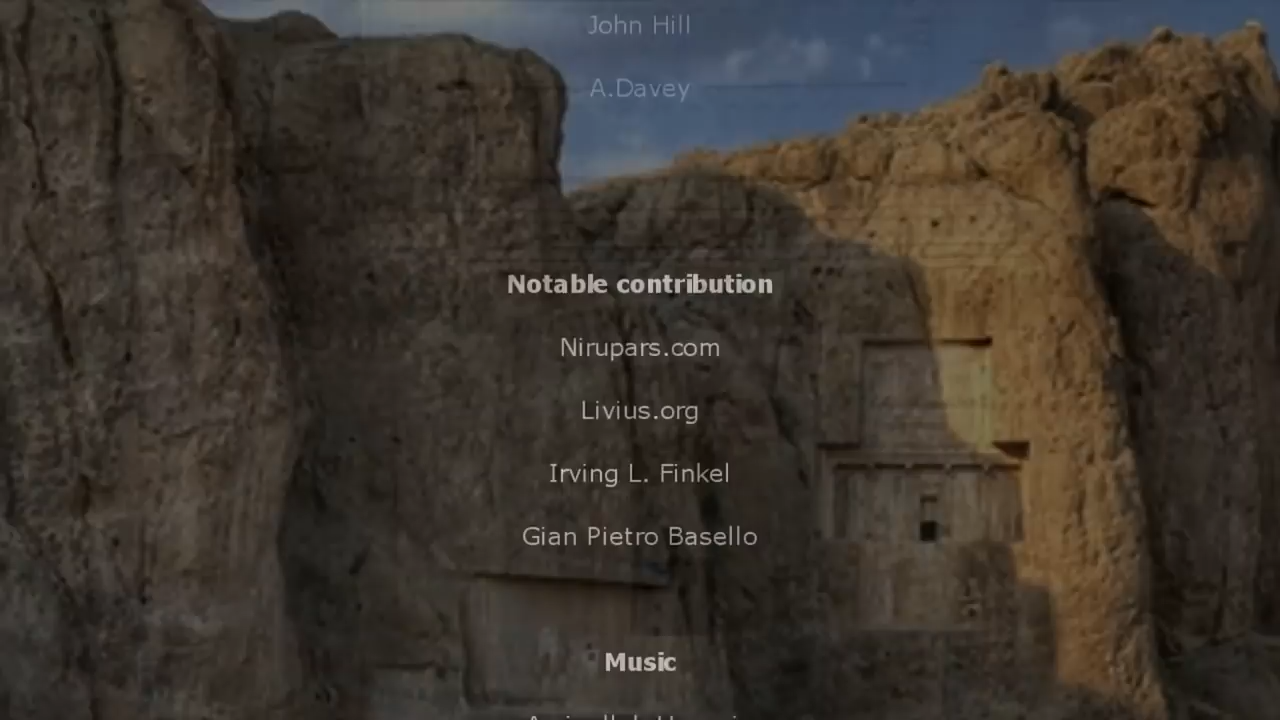 John Hill
A.Davey
Notable contribution
Nirupars.com
Livius.org
Irving L. Finkel
Gian Pietro Basello
Music